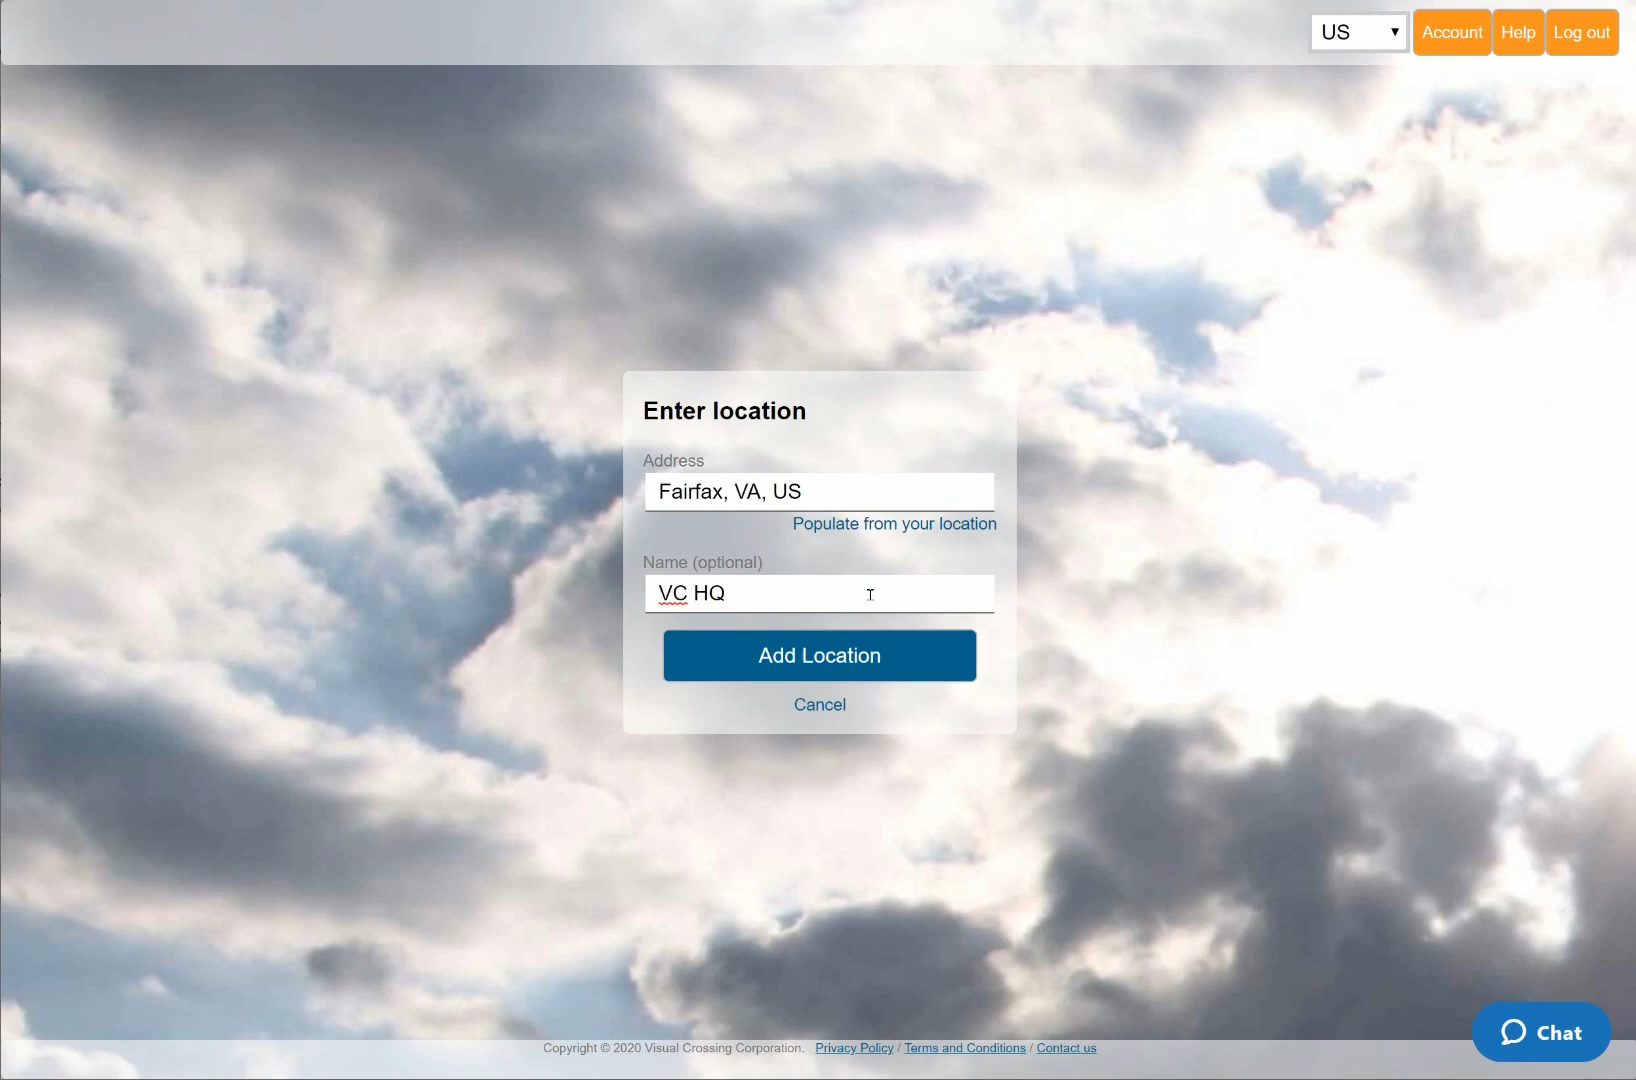 US
Account
Help
Log out
Enter location
Address
Fairfax, VA, US
Populate from your location
Name (optional)
VC HQ
Add Location
Cancel
Copyright © 2020 Visual Crossing Corporation. Privacy Policy / Terms and Conditions / Contact us
Chat